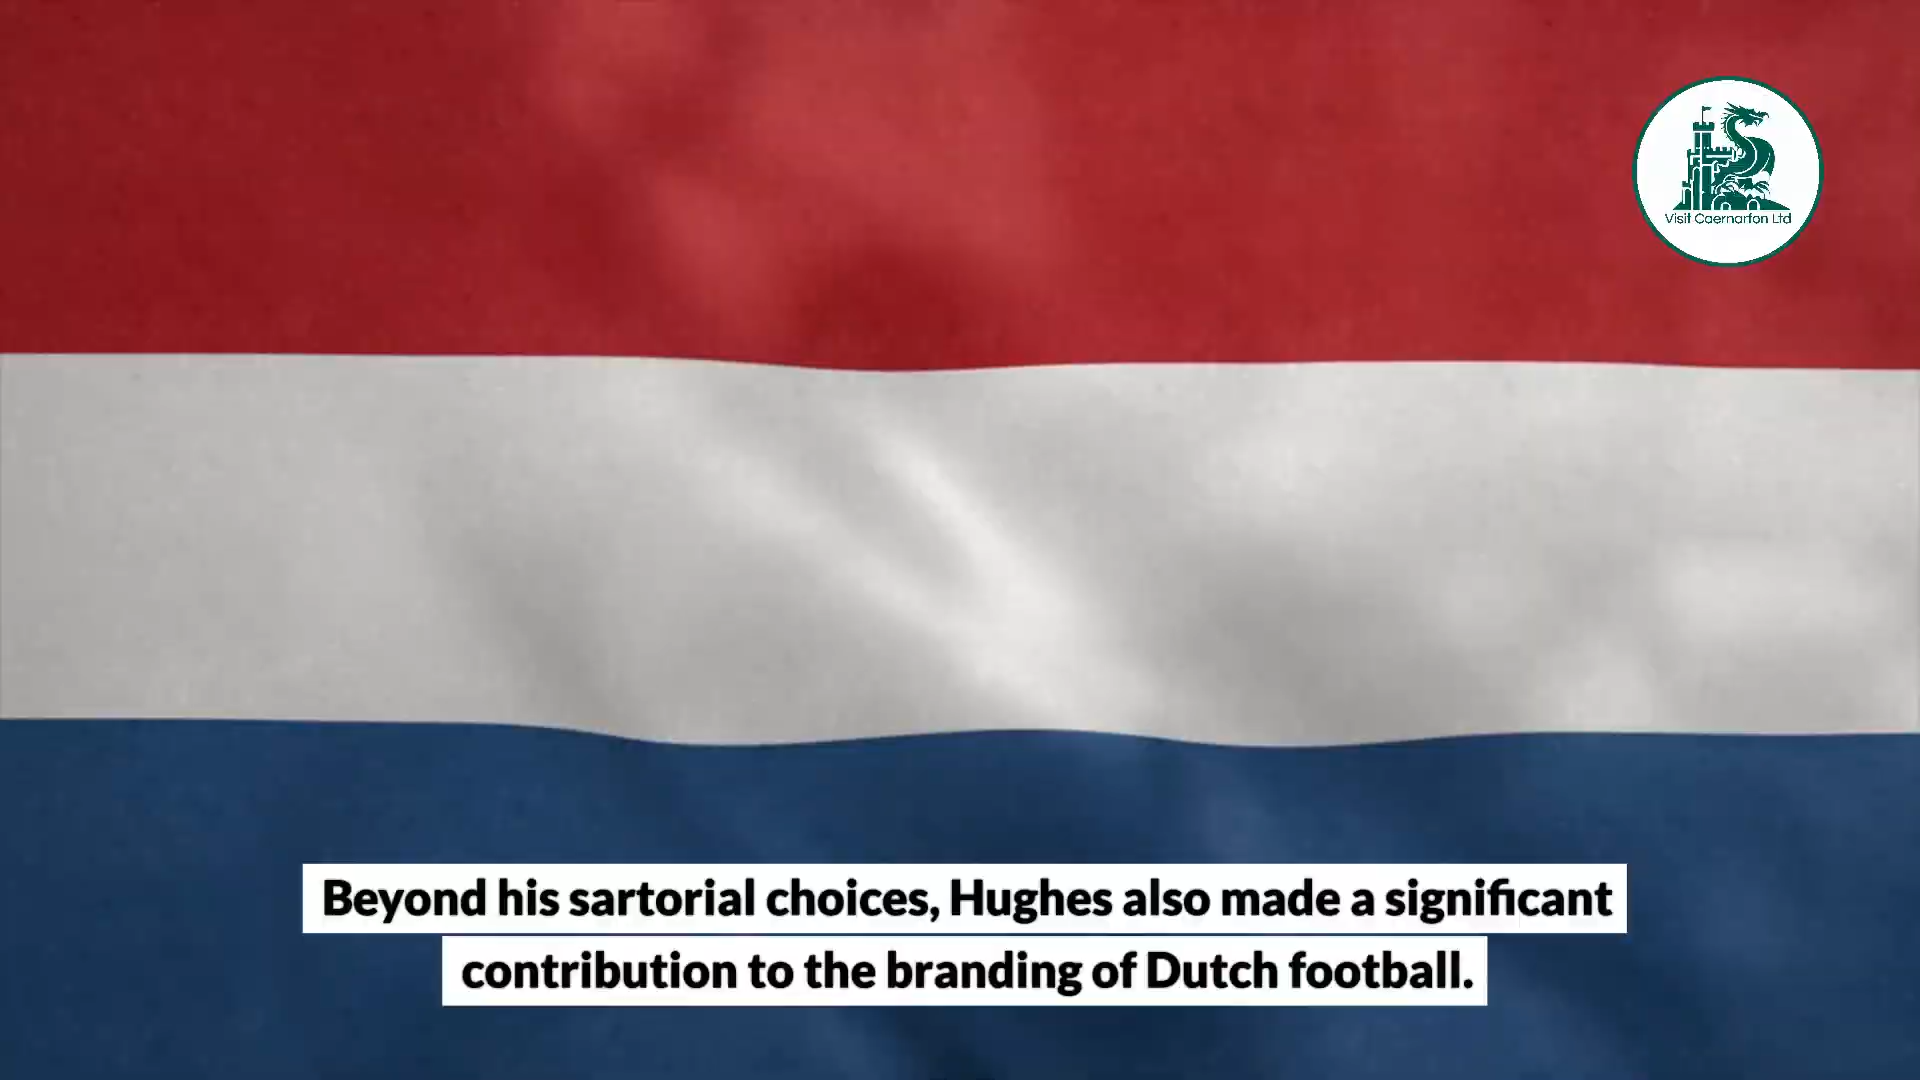 Visit Caernarfon Ltd
Beyond his sartorial choices, Hughes also made a significant
contribution to the branding of Dutch football.